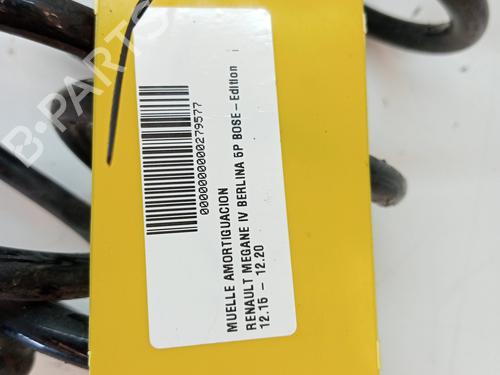 B-PARTS
0000000000279577
MUELLE AMORTIGUACION
RENAULT MEGANE IV BERLINA 5P BOSE - Edition i
12.15 - 12.20